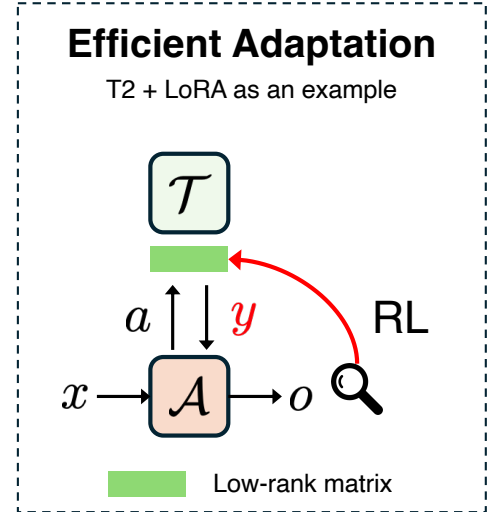 Efficient Adaptation
T2 + LoRA as an example
𝒯
a y RL
x 𝒜 o
Low-rank matrix